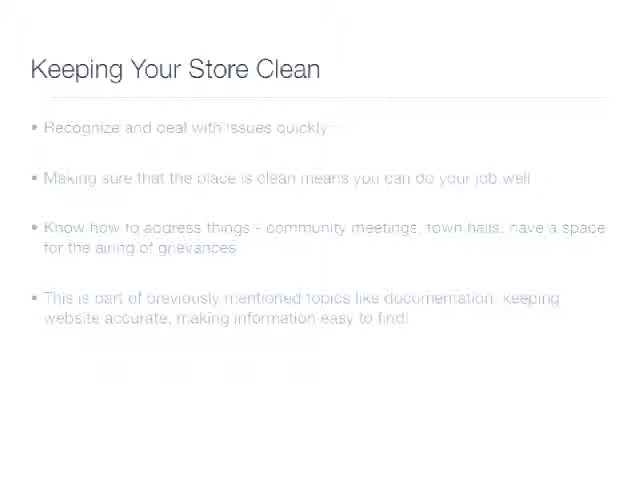 Keeping Your Store Clean
Recognize and deal with issues quickly
Making sure that the place is clean means you can do your job well
Know how to address things - community meetings, town halls, have a space
for the airing of grievances
This is part of previously mentioned topics like documentation, keeping
website accurate, making information easy to find!